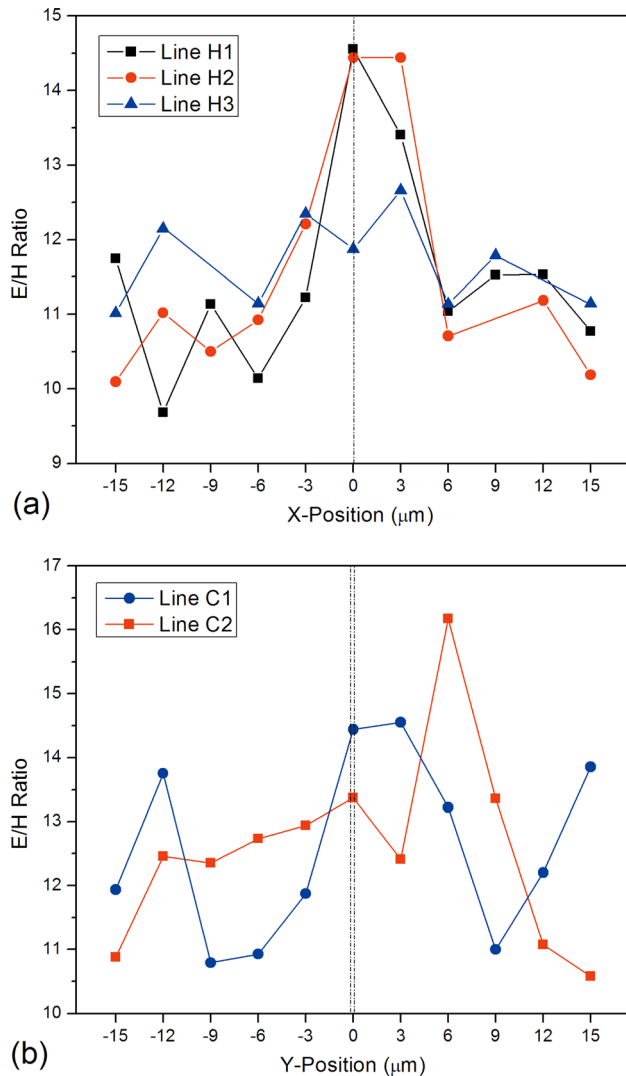 15
14
13
12
11
10
9
E/H Ratio
Line H1
Line H2
Line H3
-15 -12 -9 -6 -3 0 3 6 9 12 15
X-Position (μm)
(a)
17
16
15
14
13
12
11
10
E/H Ratio
Line C1
Line C2
-15 -12 -9 -6 -3 0 3 6 9 12 15
Y-Position (μm)
(b)